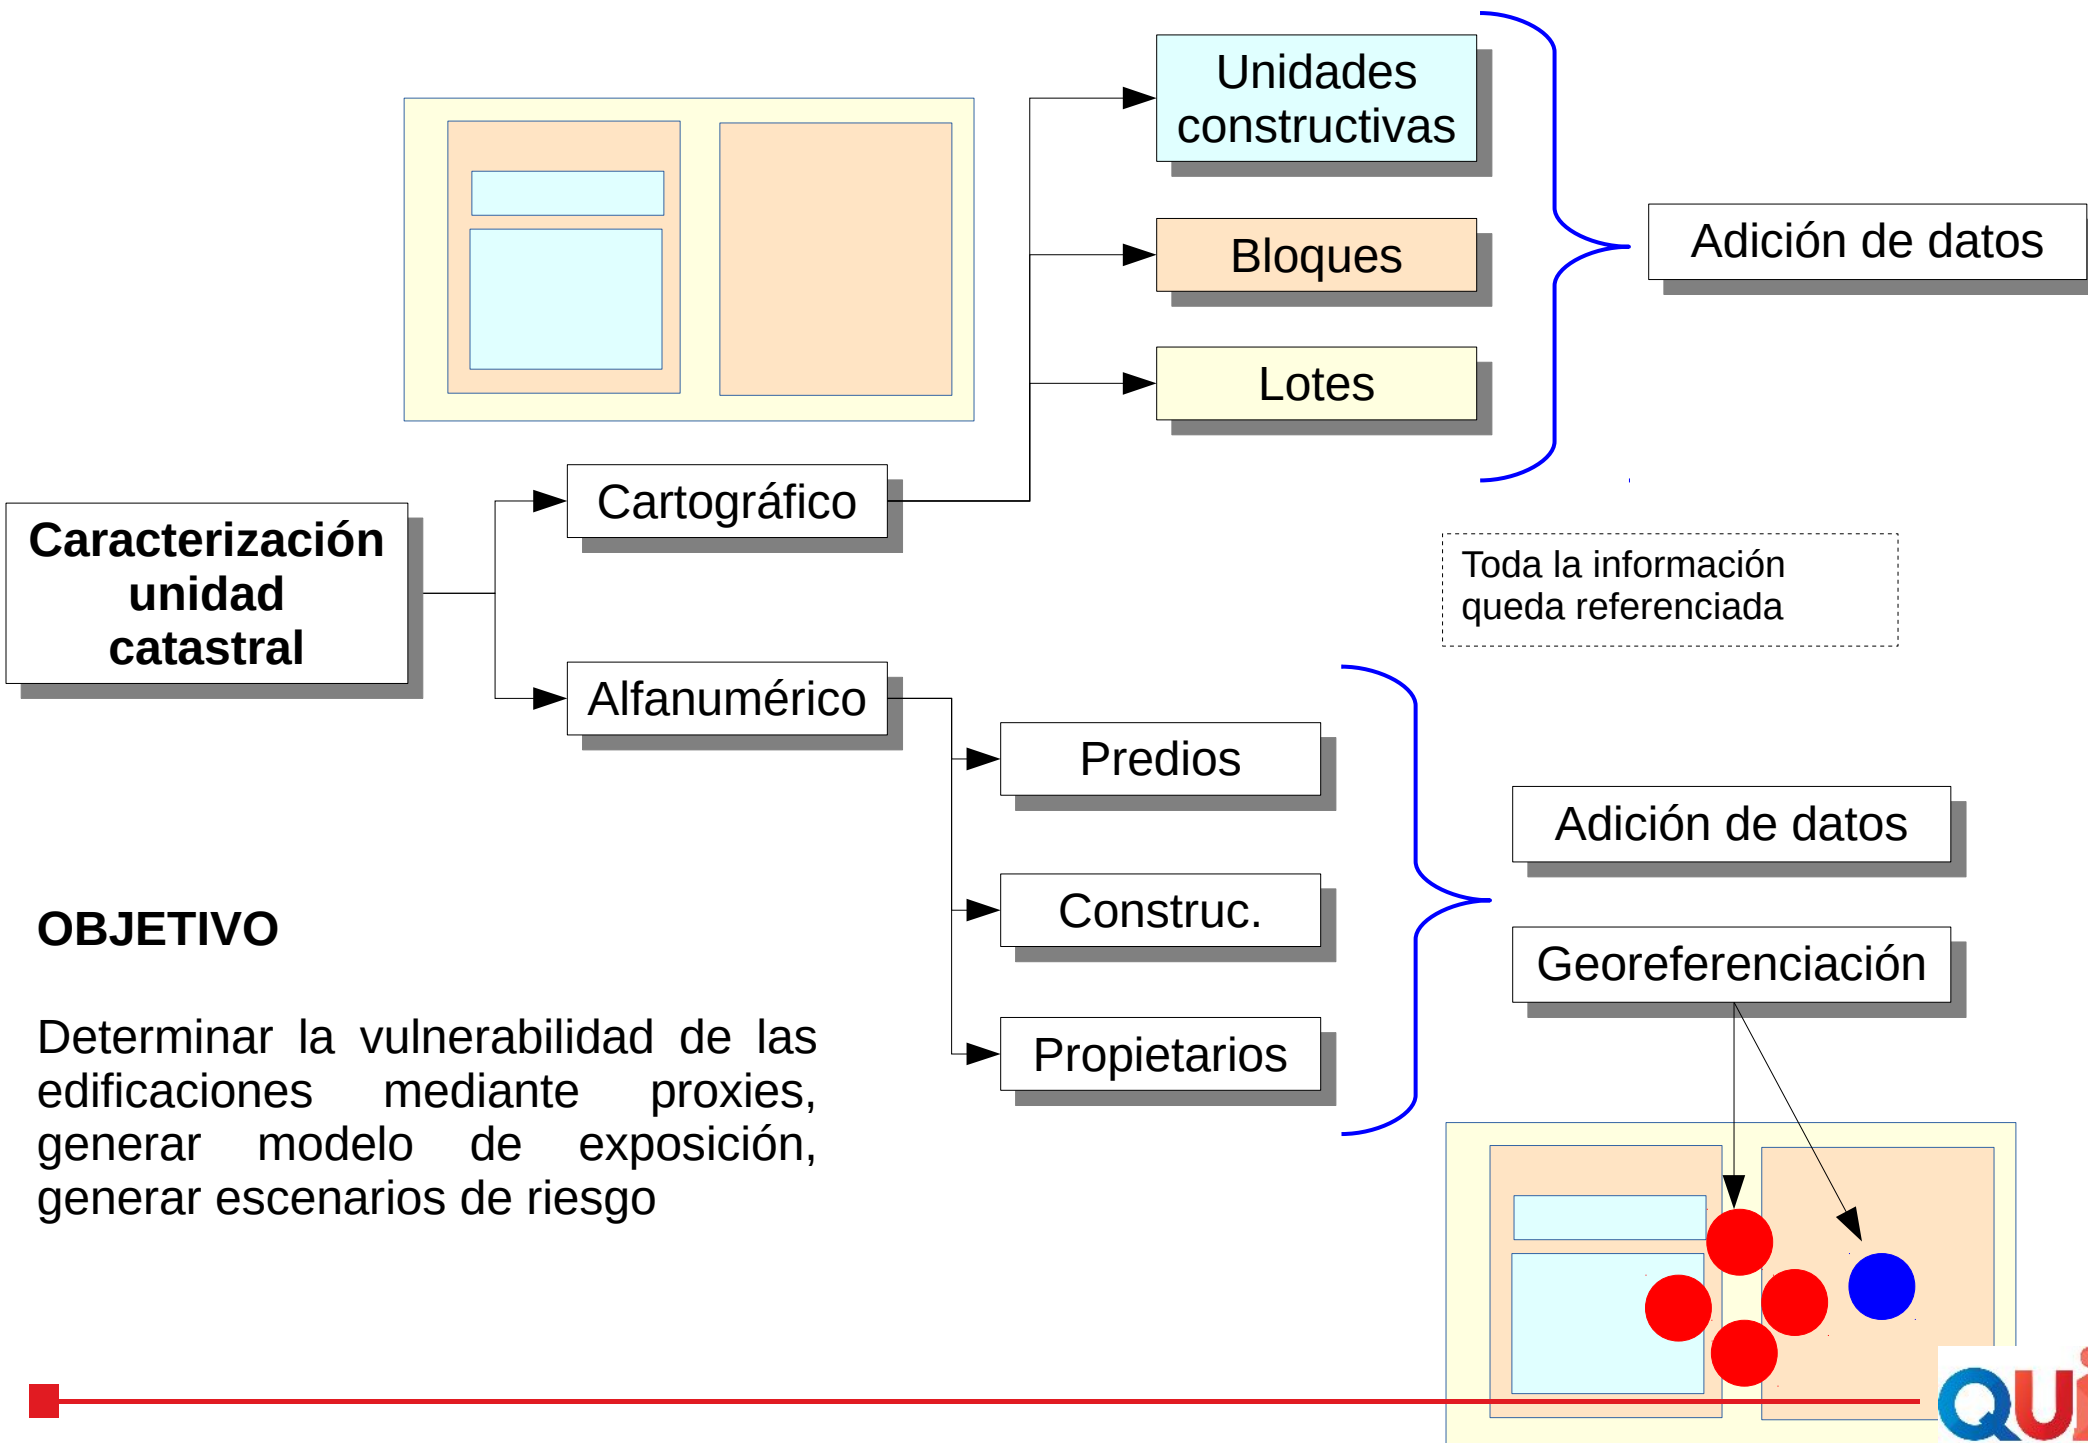 Unidades
constructivas
Bloques
Lotes
Adición de datos
Cartográfico
Caracterización
unidad
catastral
Alfanumérico
Toda la información
queda referenciada
Predios
Construc.
Propietarios
Adición de datos
Georeferenciación
OBJETIVO
Determinar la vulnerabilidad de las
edificaciones mediante proxies,
generar modelo de exposición,
generar escenarios de riesgo
QUi